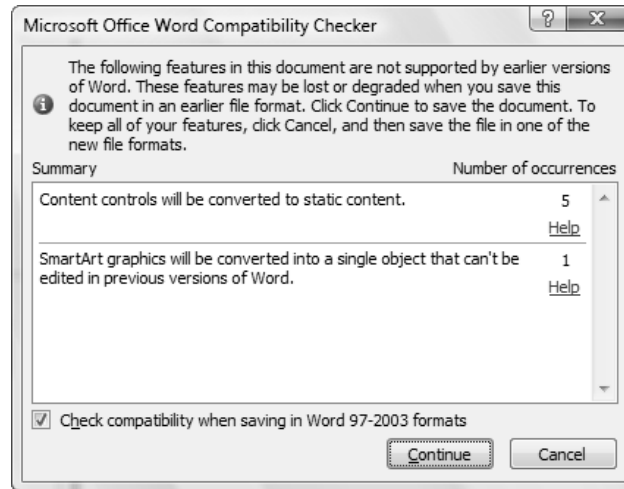 Microsoft Office Word Compatibility Checker
The following features in this document are not supported by earlier versions
of Word. These features may be lost or degraded when you save this
document in an earlier file format. Click Continue to save the document. To
keep all of your features, click Cancel, and then save the file in one of the
new file formats.
Summary Number of occurrences
Content controls will be converted to static content. 5
Help
SmartArt graphics will be converted into a single object that can't be 1
edited in previous versions of Word.
Help
Check compatibility when saving in Word 97-2003 formats
Continue Cancel